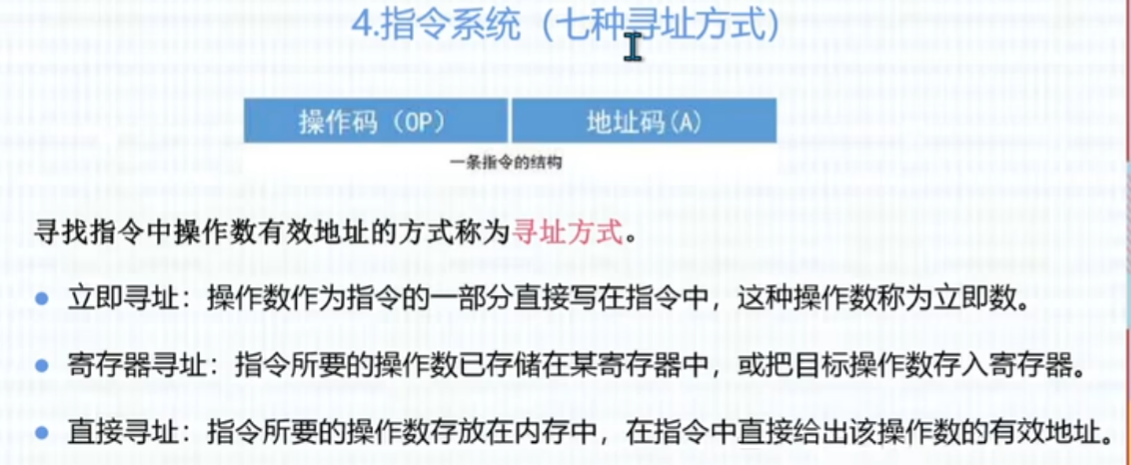 4.指令系统（七种寻址方式）
操作码（OP） 地址码(A)
一条指令的结构
寻找指令中操作数有效地址的方式称为寻址方式。
● 立即寻址：操作数作为指令的一部分直接写在指令中，这种操作数称为立即数。
● 寄存器寻址：指令所要的操作数已存储在某寄存器中，或把目标操作数存入寄存器。
● 直接寻址：指令所要的操作数存放在内存中，在指令中直接给出该操作数的有效地址。